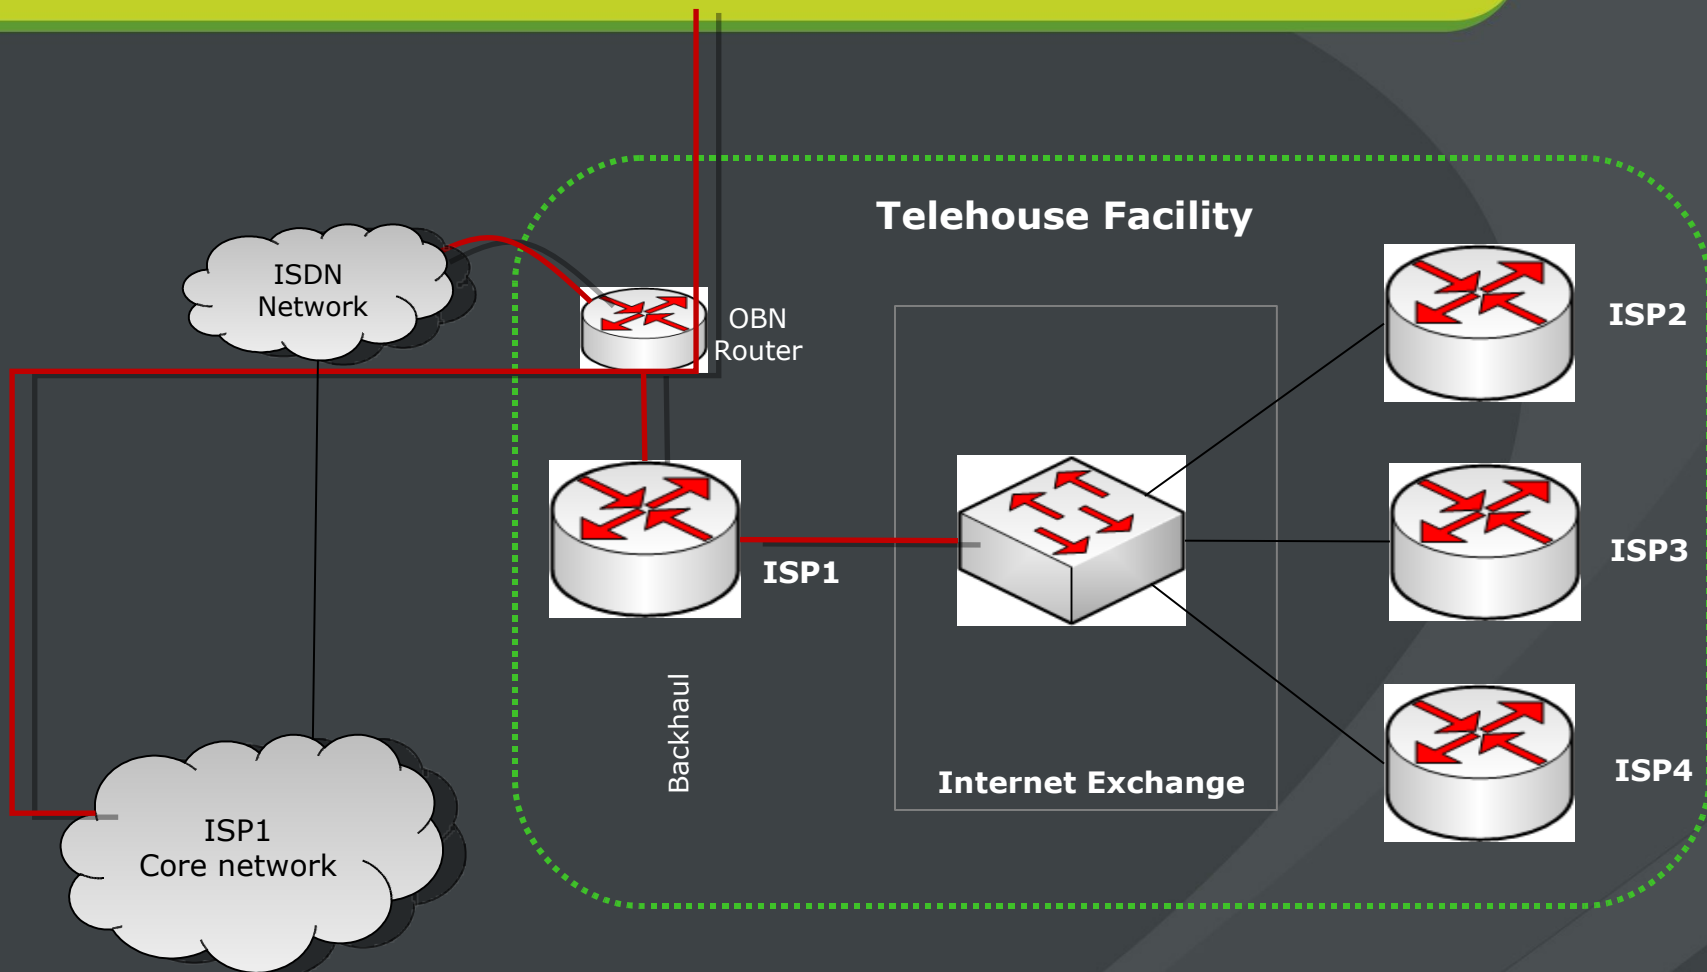 Telehouse Facility
ISDN
Network
OBN
Router
ISP2
ISP1
ISP3
Backhaul
Internet Exchange
ISP4
ISP1
Core network